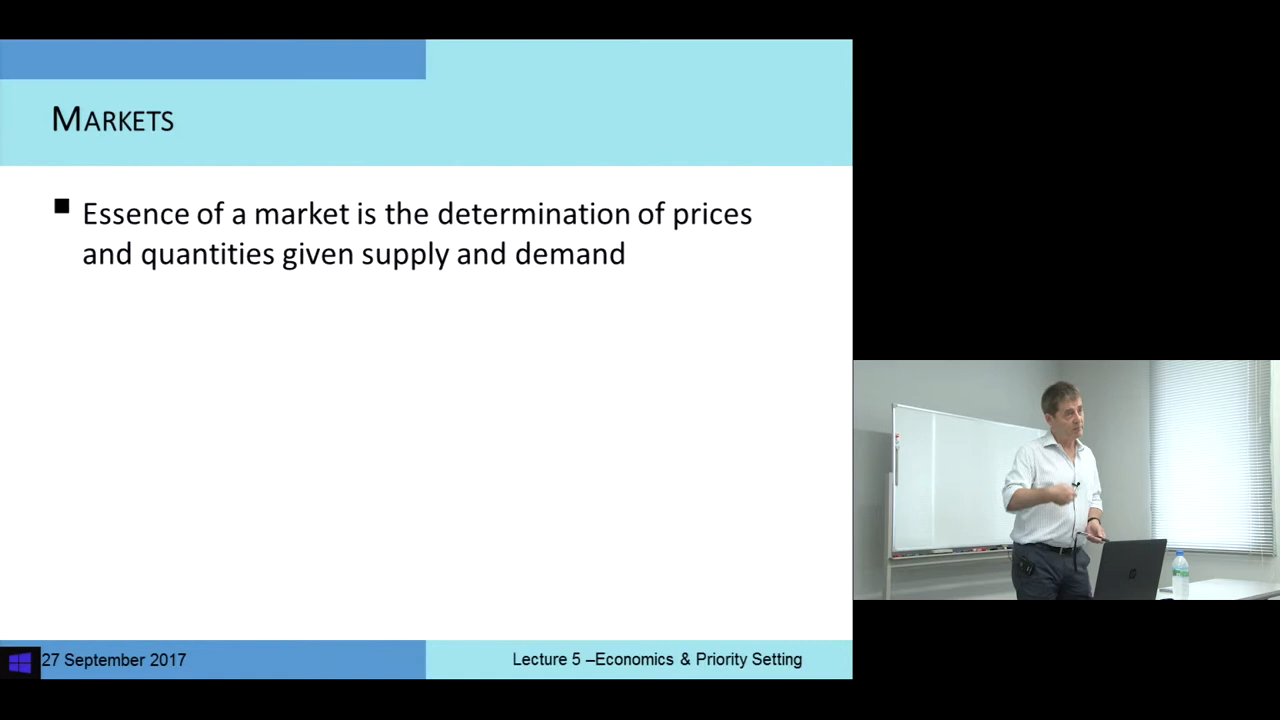 MARKETS
Essence of a market is the determination of prices
and quantities given supply and demand
27 September 2017
Lecture 5 –Economics & Priority Setting